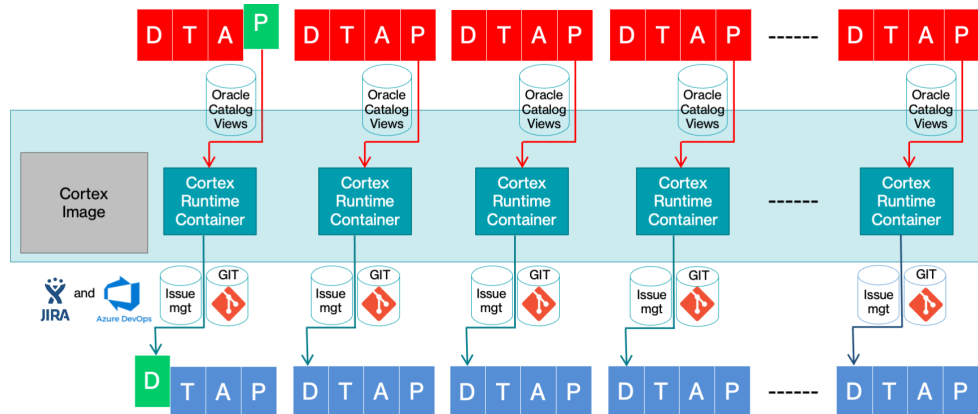 D T A P D T A P D T A P D T A P ------ D T A P
Oracle Catalog Views
Oracle Catalog Views
Oracle Catalog Views
Oracle Catalog Views
Oracle Catalog Views
Cortex Image
Cortex Runtime Container
Cortex Runtime Container
Cortex Runtime Container
Cortex Runtime Container
------
Cortex Runtime Container
JIRA and Azure DevOps
Issue mgt GIT
Issue mgt GIT
Issue mgt GIT
Issue mgt GIT
Issue mgt GIT
D T A P D T A P D T A P D T A P ------ D T A P